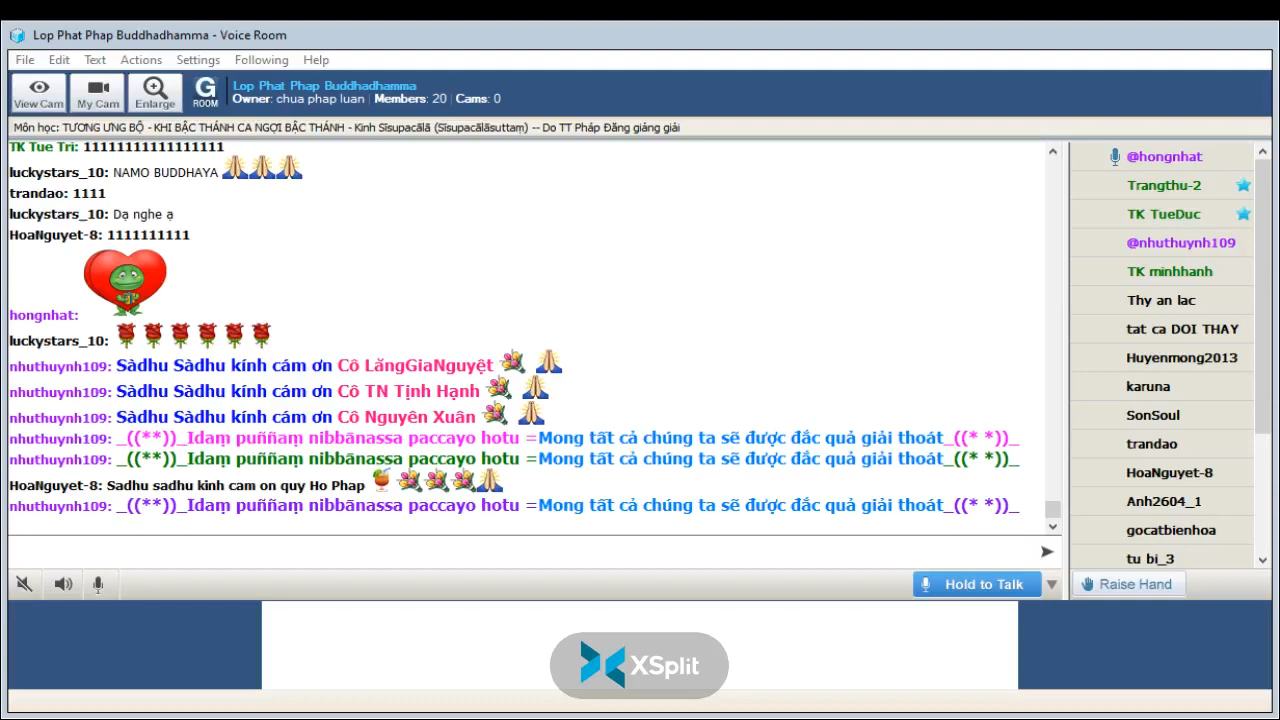 Lop Phat Phap Buddhadhamma - Voice Room
File Edit Text Actions Settings Following Help
View Cam My Cam Enlarge G ROOM
Lop Phat Phap Buddhadhamma
Owner: chua phap luan | Members: 20 | Cams: 0
Môn học: TƯƠNG ƯNG BỘ - KHI BẬC THÁNH CA NGỢI BẬC THÁNH - Kinh Sīsupacālā (Sīsupacālāsuttaṃ) -- Do TT Pháp Đăng giảng giải
TK Tue Tri: 11111111111111111
luckystars_10: NAMO BUDDHAYA
trandao: 1111
luckystars_10: Dạ nghe ạ
HoaNguyet-8: 1111111111
hongnhat:
luckystars_10:
nhuthuynh109: Sàdhu Sàdhu kính cám ơn Cô LăngGiaNguyệt
nhuthuynh109: Sàdhu Sàdhu kính cám ơn Cô TN Tịnh Hạnh
nhuthuynh109: Sàdhu Sàdhu kính cám ơn Cô Nguyên Xuân
nhuthuynh109: _((**))_Idaṃ puññaṃ nibbānassa paccayo hotu =Mong tất cả chúng ta sẽ được đắc quả giải thoát_((* *))_
nhuthuynh109: _((**))_Idaṃ puññaṃ nibbānassa paccayo hotu =Mong tất cả chúng ta sẽ được đắc quả giải thoát_((* *))_
HoaNguyet-8: Sadhu sadhu kinh cam on quy Ho Phap
nhuthuynh109: _((**))_Idaṃ puññaṃ nibbānassa paccayo hotu =Mong tất cả chúng ta sẽ được đắc quả giải thoát_((* *))_
@hongnhat
Trangthu-2
TK TueDuc
@nhuthuynh109
TK minhhanh
Thy an lac
tat ca DOI THAY
Huyenmong2013
karuna
SonSoul
trandao
HoaNguyet-8
Anh2604_1
gocatbienhoa
tu bi_3
Hold to Talk
Raise Hand
XSplit